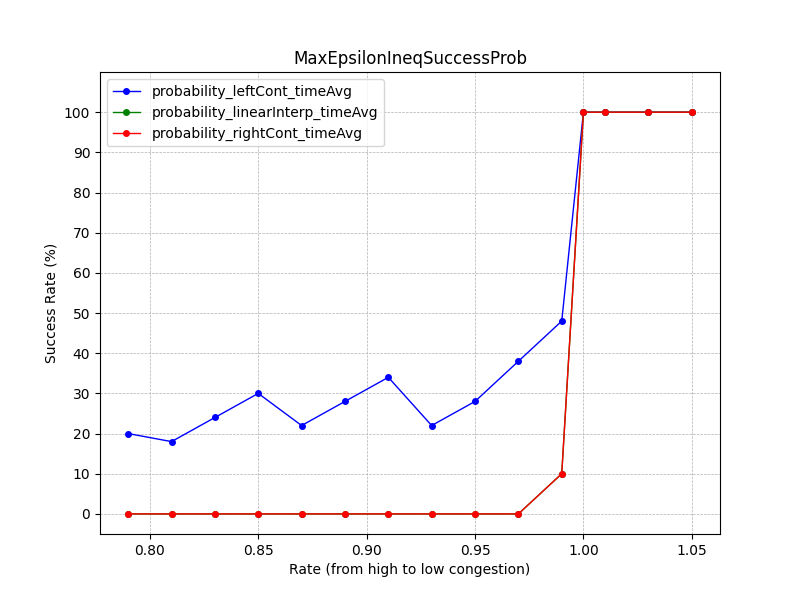 MaxEpsilonIneqSuccessProb
probability_leftCont_timeAvg
probability_linearInterp_timeAvg
probability_rightCont_timeAvg
Success Rate (%)
100
90
80
70
60
50
40
30
20
10
0
0.80 0.85 0.90 0.95 1.00 1.05
Rate (from high to low congestion)